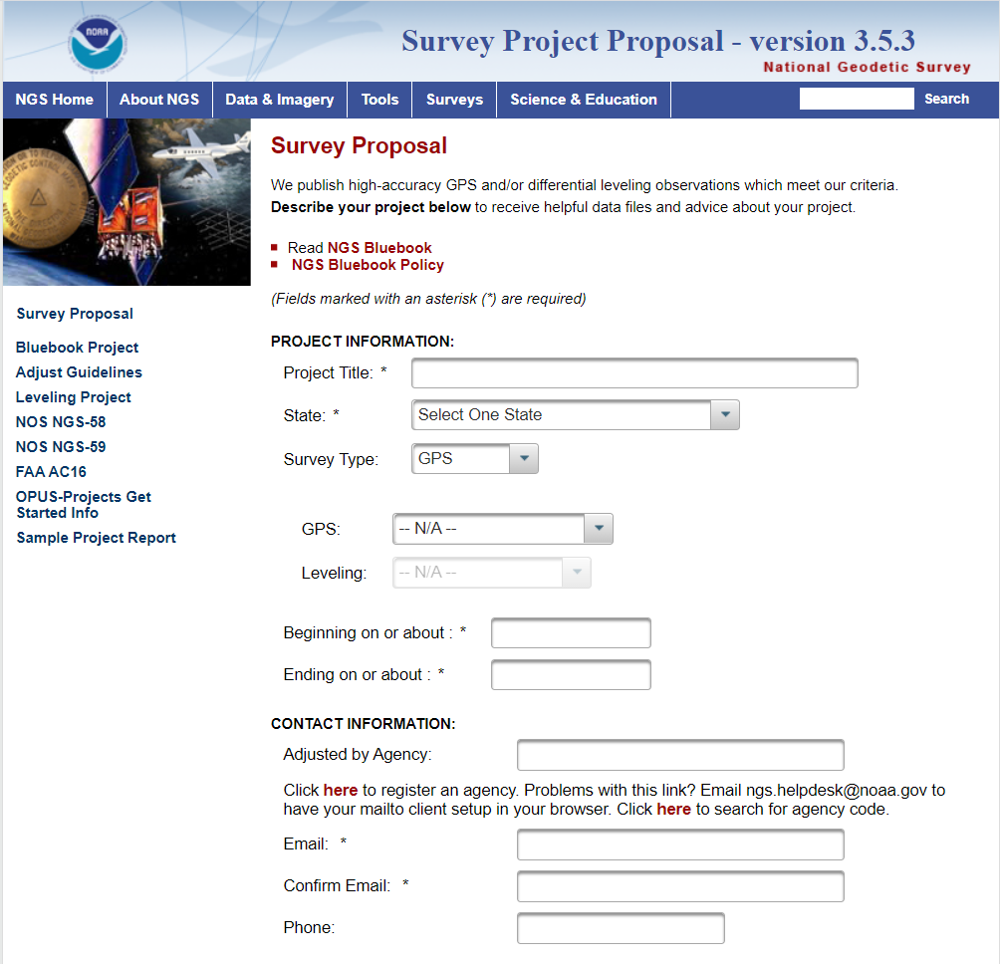 NOAA
Survey Project Proposal - version 3.5.3
National Geodetic Survey
NGS Home
About NGS
Data & Imagery
Tools
Surveys
Science & Education
Search
Survey Proposal
Bluebook Project
Adjust Guidelines
Leveling Project
NOS NGS-58
NOS NGS-59
FAA AC16
OPUS-Projects Get
Started Info
Sample Project Report
Survey Proposal
We publish high-accuracy GPS and/or differential leveling observations which meet our criteria.
Describe your project below to receive helpful data files and advice about your project.
Read NGS Bluebook
NGS Bluebook Policy
(Fields marked with an asterisk (*) are required)
PROJECT INFORMATION:
Project Title: *
State: * Select One State
Survey Type: GPS
GPS: -- N/A --
Leveling: -- N/A --
Beginning on or about : *
Ending on or about : *
CONTACT INFORMATION:
Adjusted by Agency:
Click here to register an agency. Problems with this link? Email ngs.helpdesk@noaa.gov to
have your mailto client setup in your browser. Click here to search for agency code.
Email: *
Confirm Email: *
Phone: